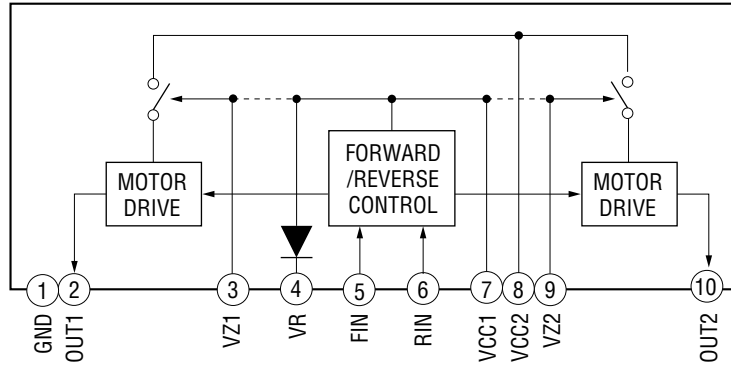 FORWARD
/REVERSE
CONTROL
MOTOR
DRIVE
MOTOR
DRIVE
1
2
3
4
5
6
7
8
9
10
GND
OUT1
VZ1
VR
FIN
RIN
VCC1
VCC2
VZ2
OUT2